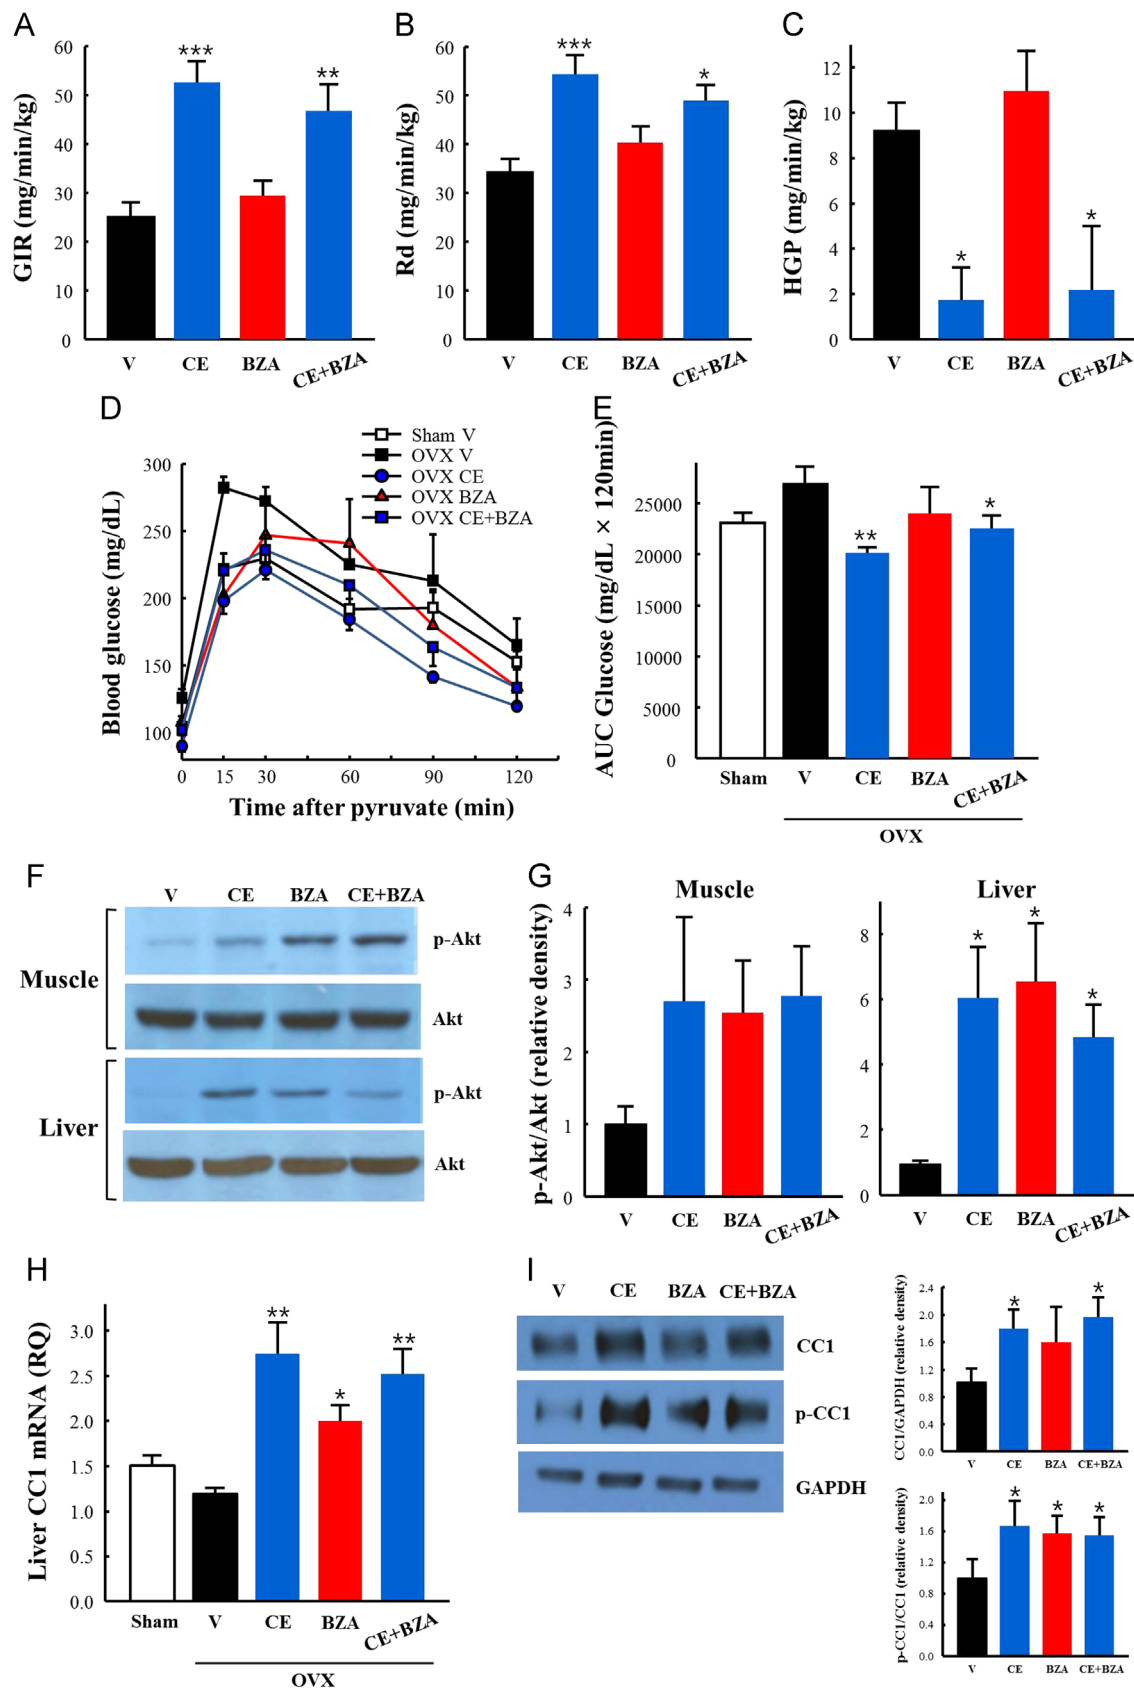 A
GIR (mg/min/kg)
60
50
40
30
20
10
0
***
**
V CE BZA CE+BZA
B
Rd (mg/min/kg)
60
50
40
30
20
10
0
***
*
V CE BZA CE+BZA
C
HGP (mg/min/kg)
12
10
8
6
4
2
0
*
*
V CE BZA CE+BZA
D
Sham V
OVX V
OVX CE
OVX BZA
OVX CE+BZA
Blood glucose (mg/dL)
300
250
200
150
100
0 15 30 60 90 120
Time after pyruvate (min)
E
AUC Glucose (mg/dL × 120min)
25000
20000
15000
10000
5000
0
**
*
Sham V CE BZA CE+BZA
OVX
F
V CE BZA CE+BZA
Muscle
p-Akt
Akt
Liver
p-Akt
Akt
G
p-Akt/Akt (relative density)
Muscle
4
3
2
1
0
V CE BZA CE+BZA
Liver
8
6
4
2
0
*
*
*
V CE BZA CE+BZA
H
Liver CC1 mRNA (RQ)
3.0
2.5
2.0
1.5
1.0
0.5
0.0
**
*
**
Sham V CE BZA CE+BZA
OVX
I
V CE BZA CE+BZA
CC1
p-CC1
GAPDH
CC1/GAPDH (relative density)
2.4
2.0
1.6
1.2
0.8
0.4
0.0
*
*
V CE BZA CE+BZA
p-CC1/CC1 (relative density)
2.0
1.6
1.2
0.8
0.4
0.0
*
*
*
V CE BZA CE+BZA